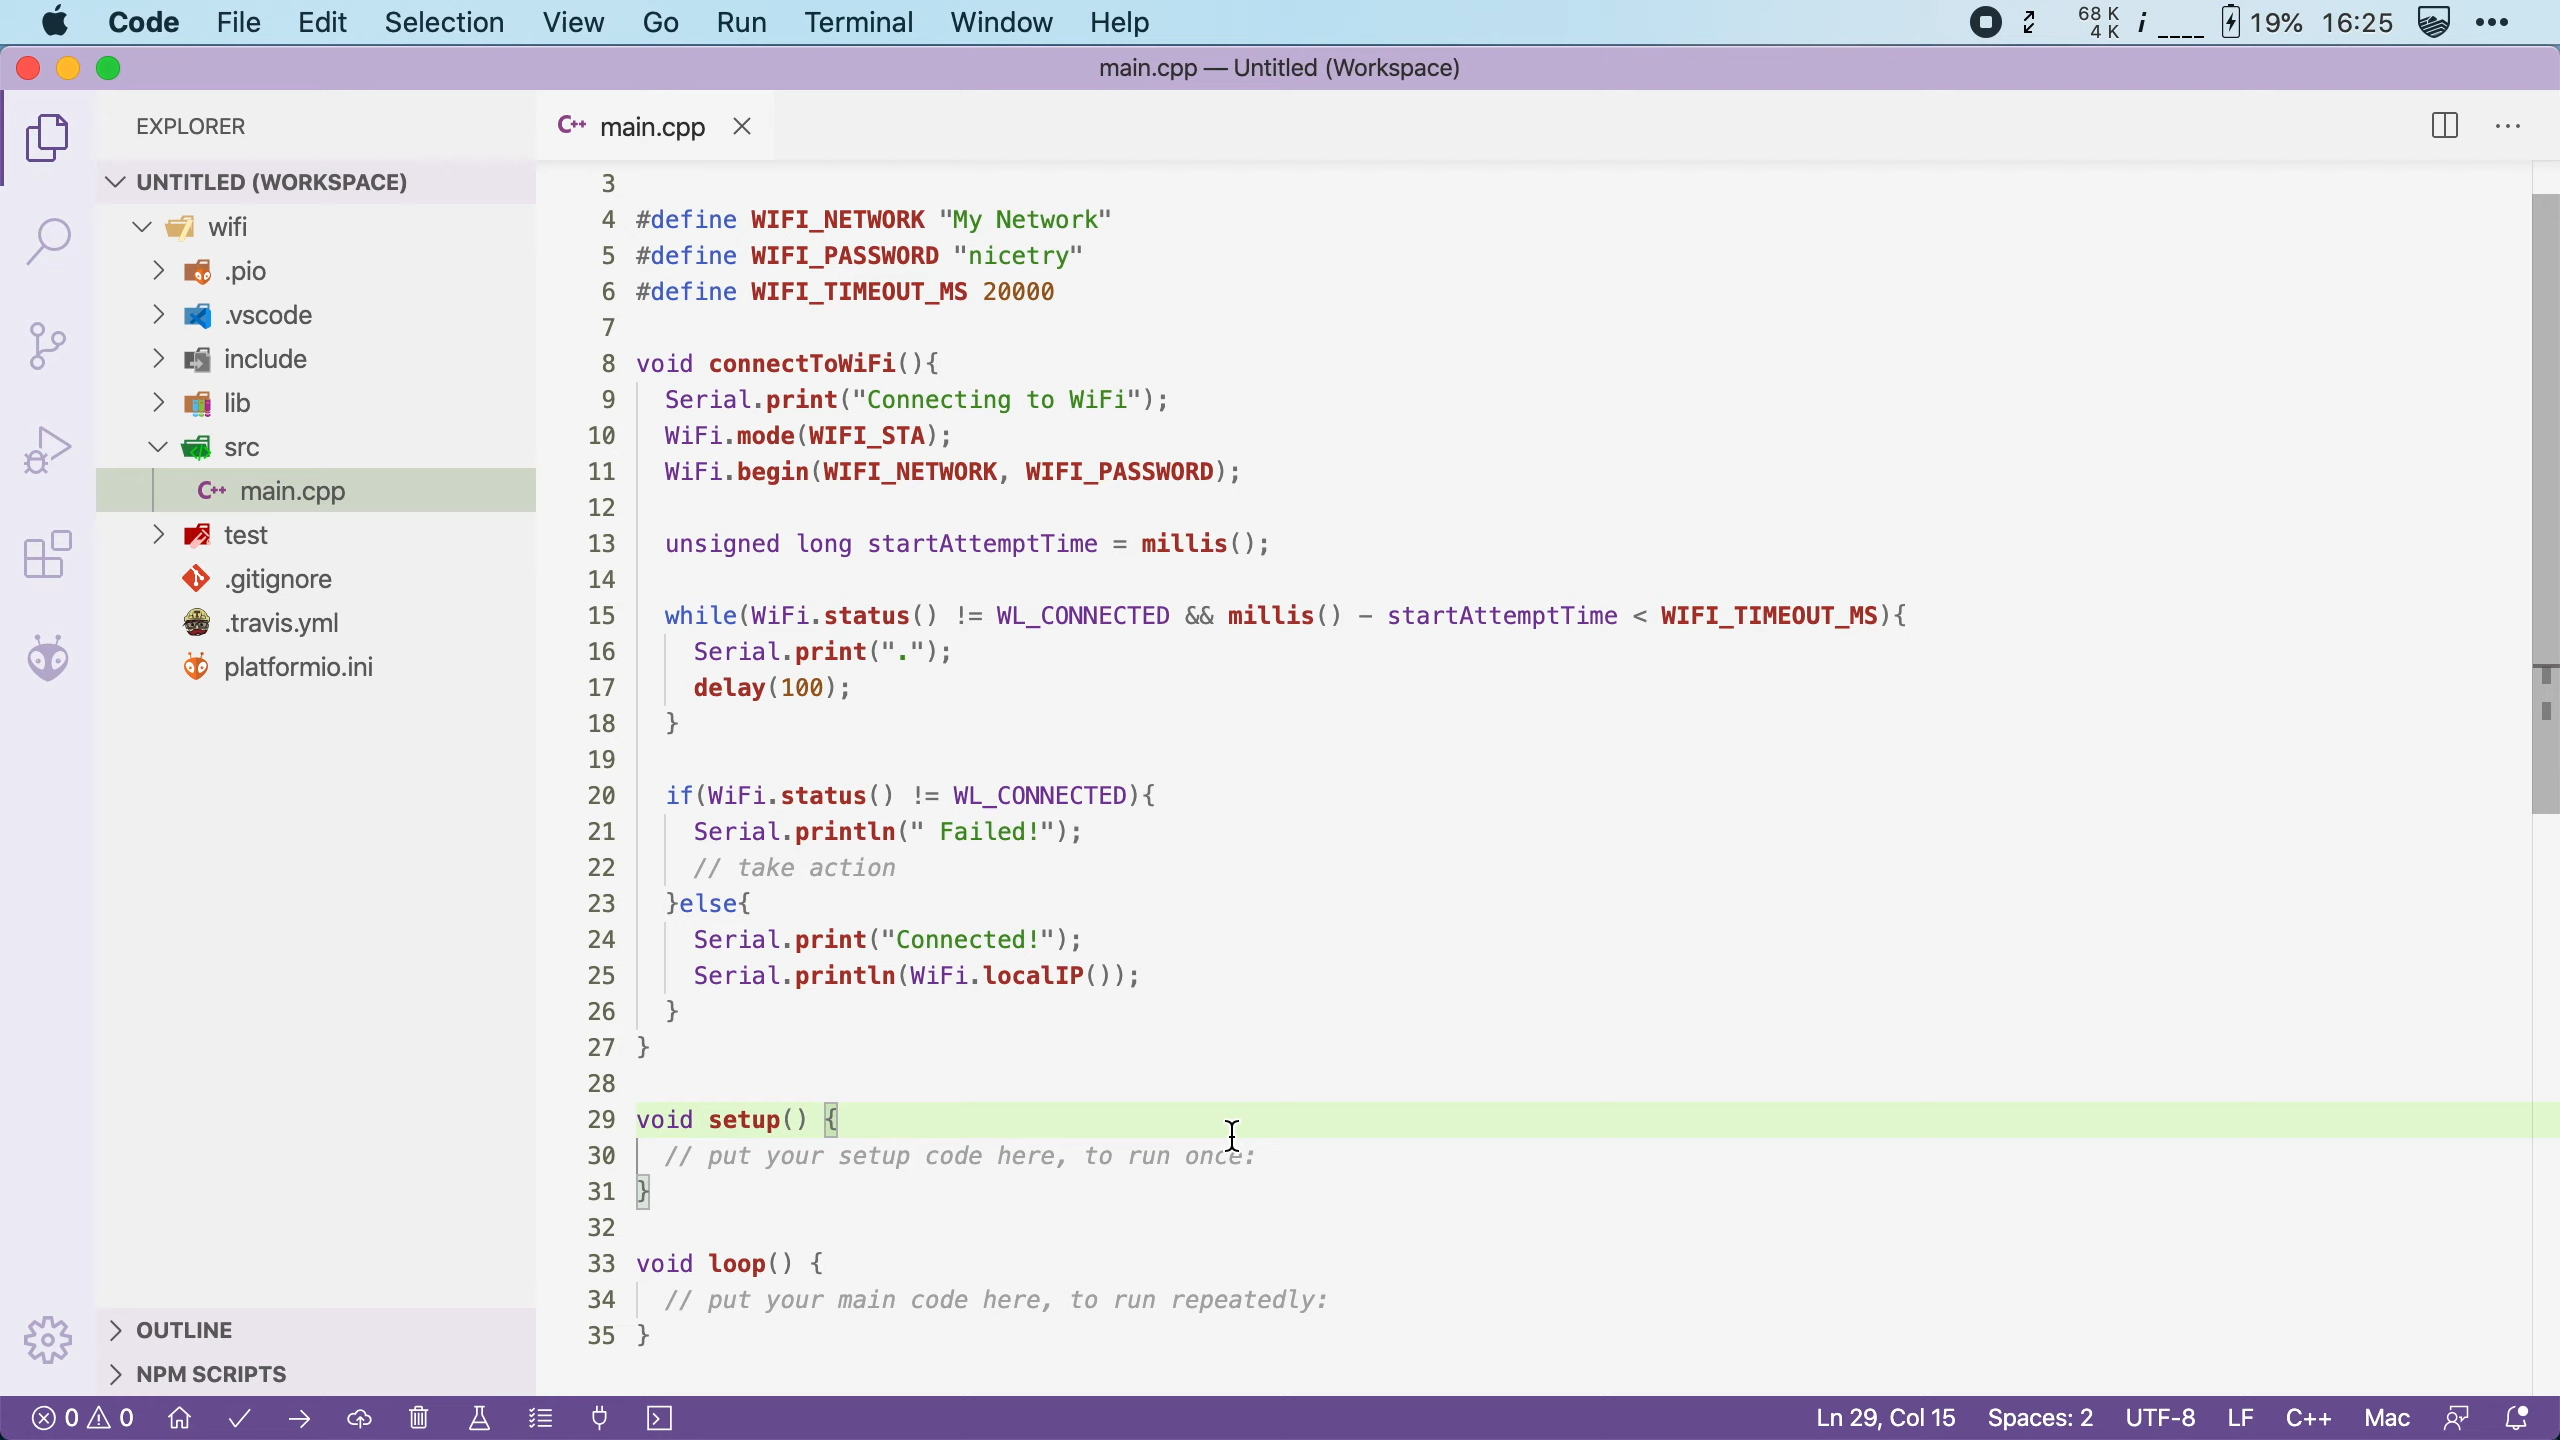 Code File Edit Selection View Go Run Terminal Window Help 68 K 4 K i 19% 16:25 •••
main.cpp — Untitled (Workspace)
EXPLORER
C++ main.cpp
UNTITLED (WORKSPACE)
wifi
.pio
.vscode
include
lib
src
C++ main.cpp
test
.gitignore
.travis.yml
platformio.ini
OUTLINE
NPM SCRIPTS
3
4 #define WIFI_NETWORK "My Network"
5 #define WIFI_PASSWORD "nicetry"
6 #define WIFI_TIMEOUT_MS 20000
7
8 void connectToWiFi(){
9 Serial.print("Connecting to WiFi");
10 WiFi.mode(WIFI_STA);
11 WiFi.begin(WIFI_NETWORK, WIFI_PASSWORD);
12
13 unsigned long startAttemptTime = millis();
14
15 while(WiFi.status() != WL_CONNECTED && millis() - startAttemptTime < WIFI_TIMEOUT_MS){
16 Serial.print(".");
17 delay(100);
18 }
19
20 if(WiFi.status() != WL_CONNECTED){
21 Serial.println(" Failed!");
22 // take action
23 }else{
24 Serial.print("Connected!");
25 Serial.println(WiFi.localIP());
26 }
27 }
28
29 void setup() {
30 // put your setup code here, to run once:
31 }
32
33 void loop() {
34 // put your main code here, to run repeatedly:
35 }
0 0 Ln 29, Col 15 Spaces: 2 UTF-8 LF C++ Mac